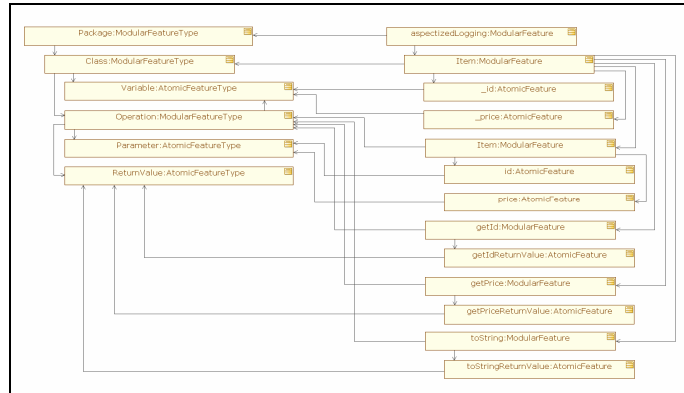 Package:ModularFeatureType
aspectizedLogging:ModularFeature
Class:ModularFeatureType
Item:ModularFeature
Variable:AtomicFeatureType
_id:AtomicFeature
Operation:ModularFeatureType
_price:AtomicFeature
Parameter:AtomicFeatureType
Item:ModularFeature
ReturnValue:AtomicFeatureType
id:AtomicFeature
price:AtomicFeature
getId:ModularFeature
getIdReturnValue:AtomicFeature
getPrice:ModularFeature
getPriceReturnValue:AtomicFeature
toString:ModularFeature
toStringReturnValue:AtomicFeature